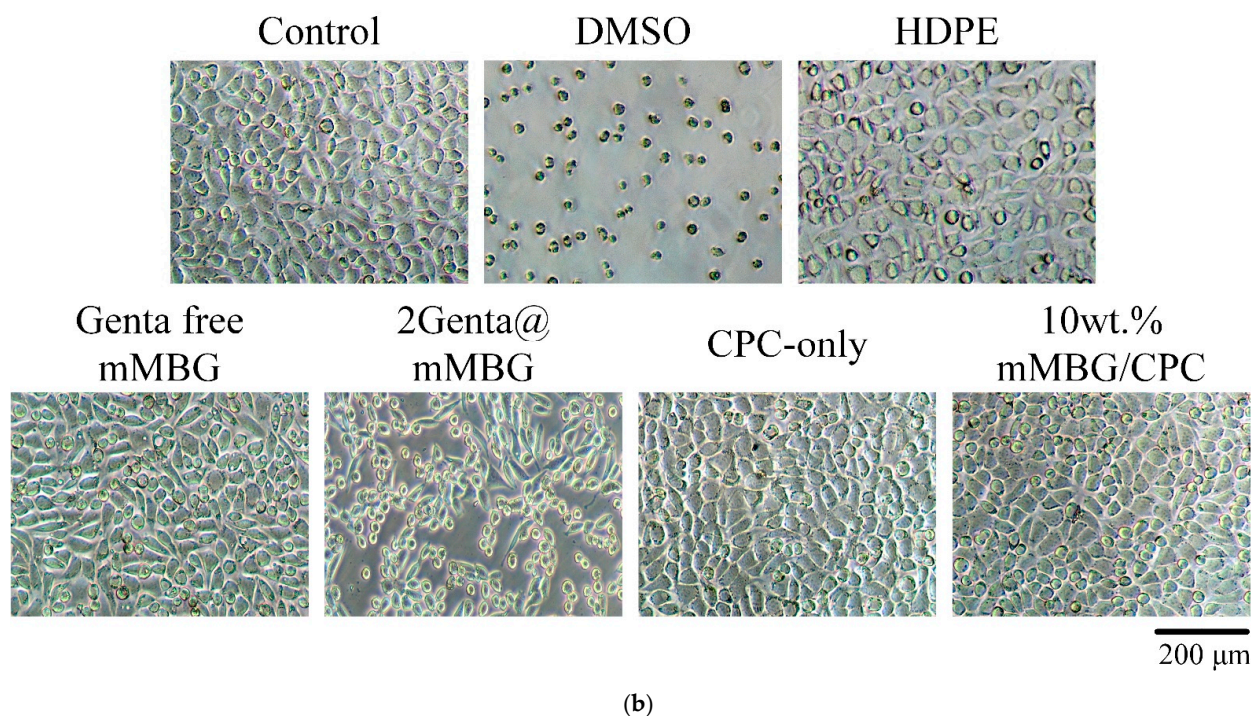 Control
DMSO
HDPE
Genta free
mMBG
2Genta@
mMBG
CPC-only
10wt.%
mMBG/CPC
200 μm
(b)